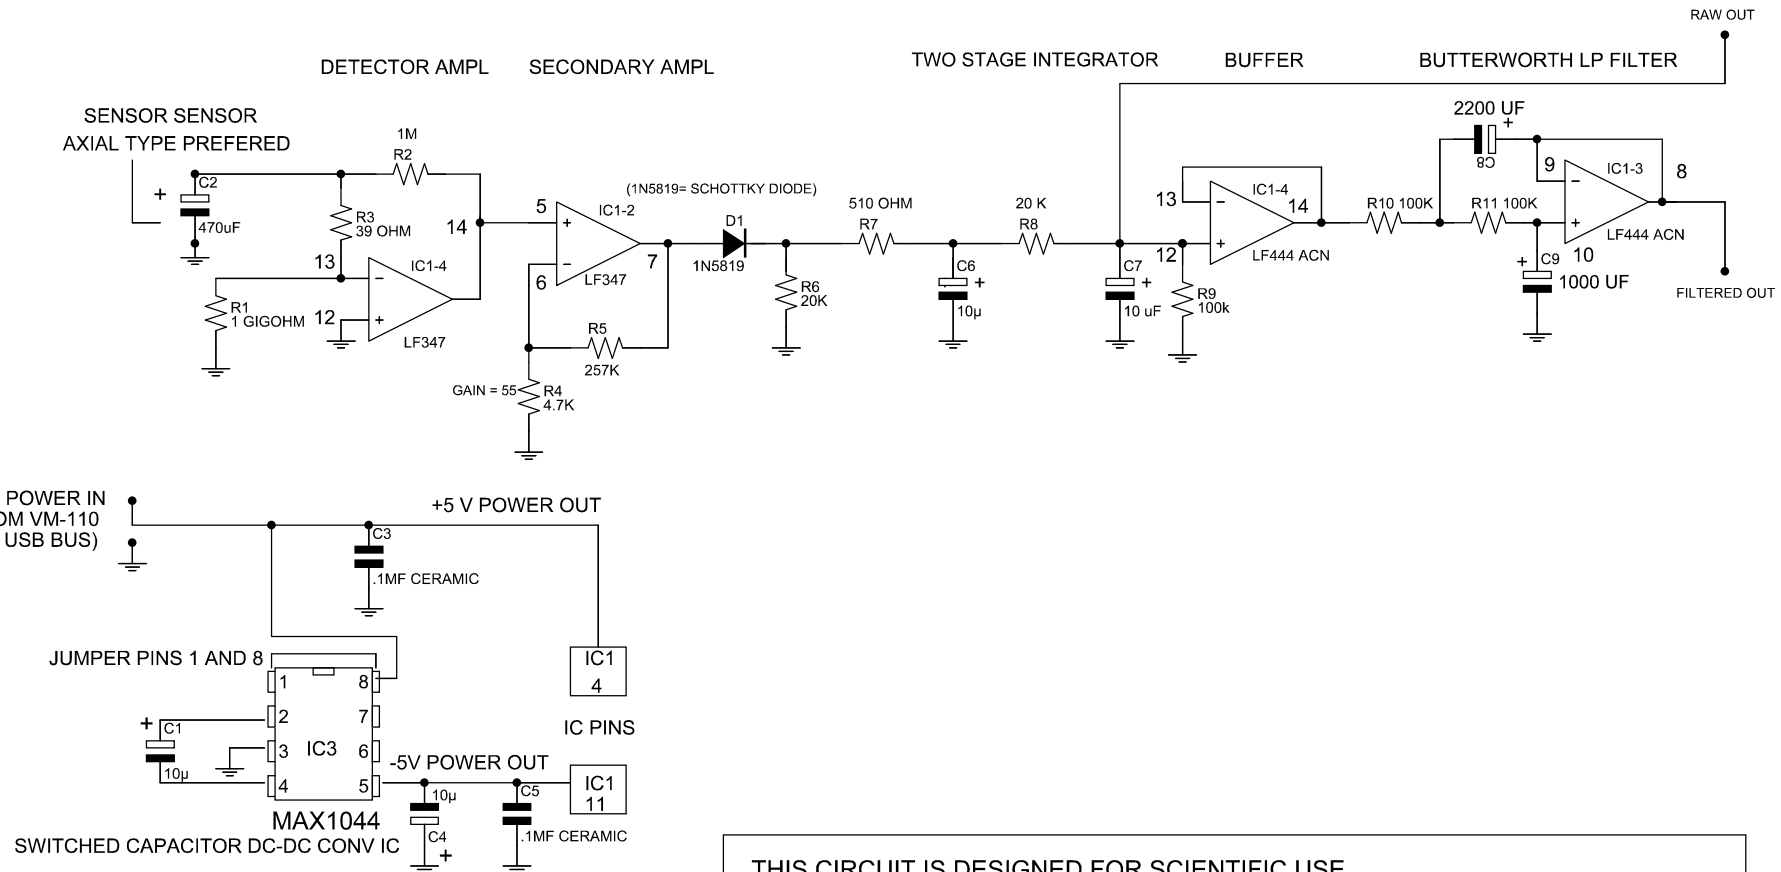 RAW OUT
DETECTOR AMPL
SECONDARY AMPL
TWO STAGE INTEGRATOR
BUFFER
BUTTERWORTH LP FILTER
SENSOR SENSOR
AXIAL TYPE PREFERED
+
C2
470uF
1M
R2
R3
39 OHM
14
13
IC1-4
−
+
12
LF347
R1
1 GIGOHM
5
IC1-2
+
−
6
LF347
7
R5
257K
GAIN = 55
R4
4.7K
(1N5819= SCHOTTKY DIODE)
D1
1N5819
R6
20K
510 OHM
R7
C6
+
10µ
20 K
R8
C7
+
10 uF
13
IC1-4
14
−
+
12
LF444 ACN
R9
100k
R10 100K
R11 100K
2200 UF
+
C8
9
IC1-3
8
−
+
LF444 ACN
10
+
C9
1000 UF
FILTERED OUT
POWER IN
OM VM-110
USB BUS)
+5 V POWER OUT
C3
.1MF CERAMIC
JUMPER PINS 1 AND 8
1
8
2
7
3
IC3
6
4
5
+
C1
10µ
MAX1044
SWITCHED CAPACITOR DC-DC CONV IC
IC1
4
IC PINS
-5V POWER OUT
IC1
11
10µ
C4
+
C5
.1MF CERAMIC
THIS CIRCUIT IS DESIGNED FOR SCIENTIFIC USE